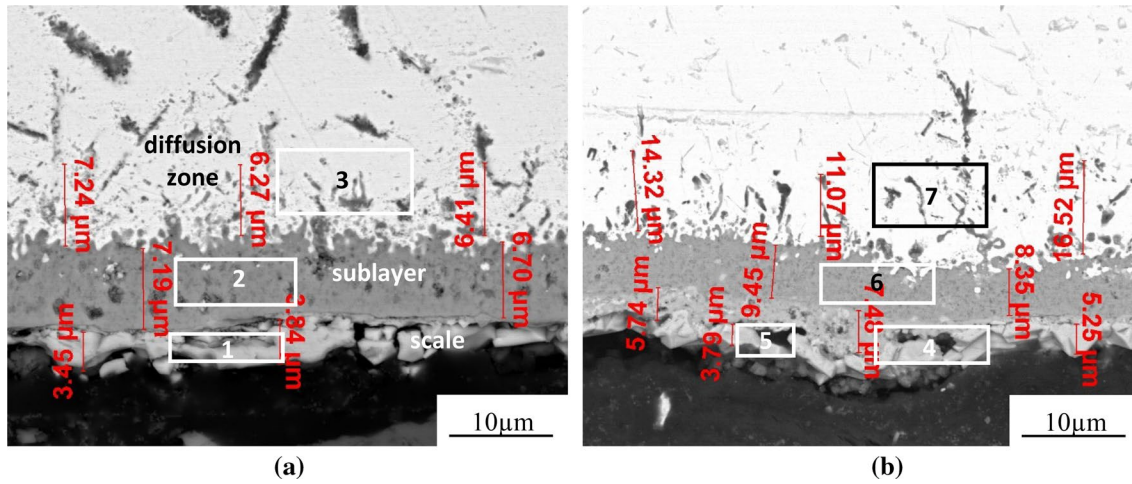 diffusion
zone
7.24 µm
6.27 µm
3
6.41 µm
7.19 µm
2
sublayer
6.70 µm
3.45 µm
1
3.84 µm
scale
10µm
(a)
14.32 µm
11.07 µm
7
16.52 µm
9.45 µm
6
8.35 µm
5.74 µm
3.79 µm
5
7.48 µm
4
5.25 µm
10µm
(b)